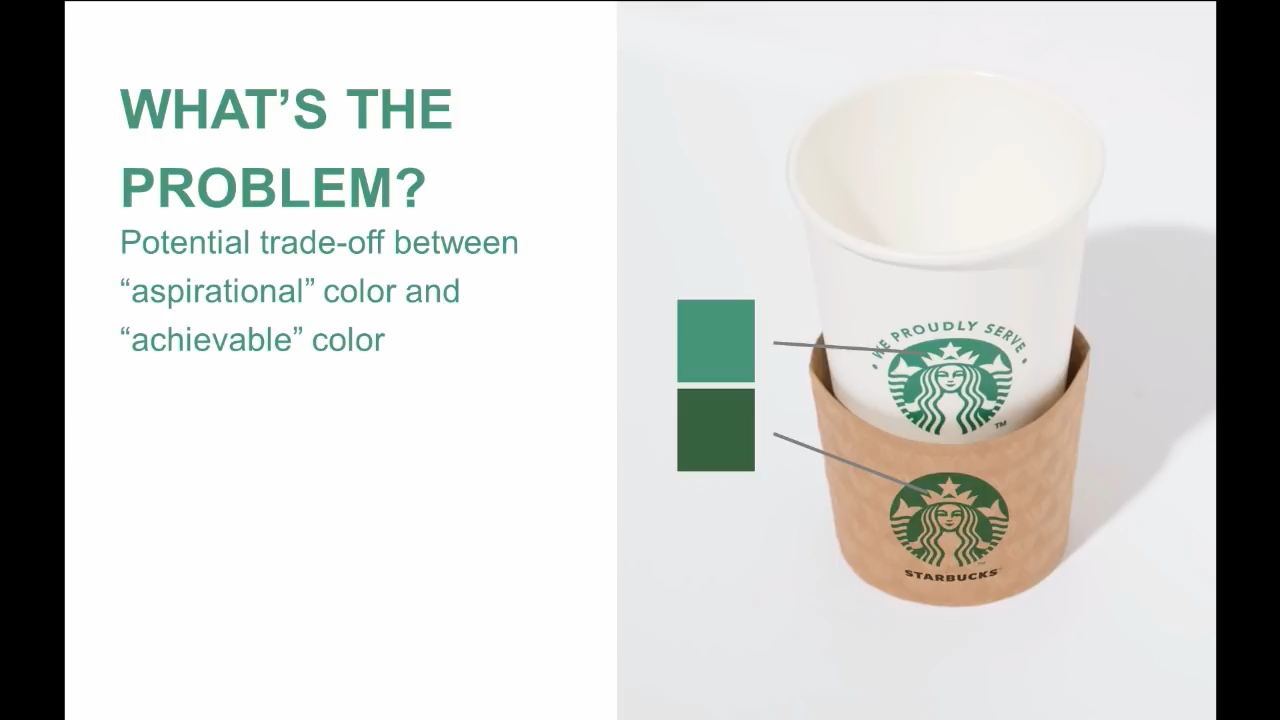 WHAT’S THE
PROBLEM?
Potential trade-off between
“aspirational” color and
“achievable” color
WE PROUDLY SERVE
TM
STARBUCKS